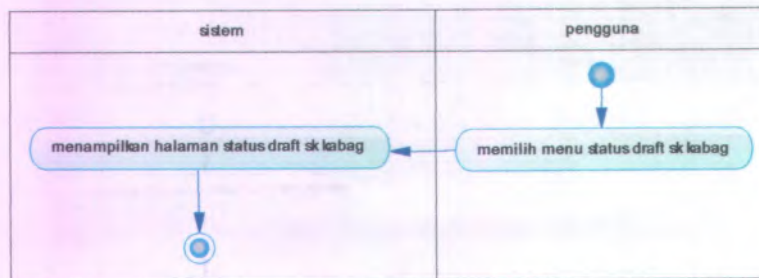 sistem
pengguna
menampilkan halaman status draft sk kabag
memilih menu status draft sk kabag